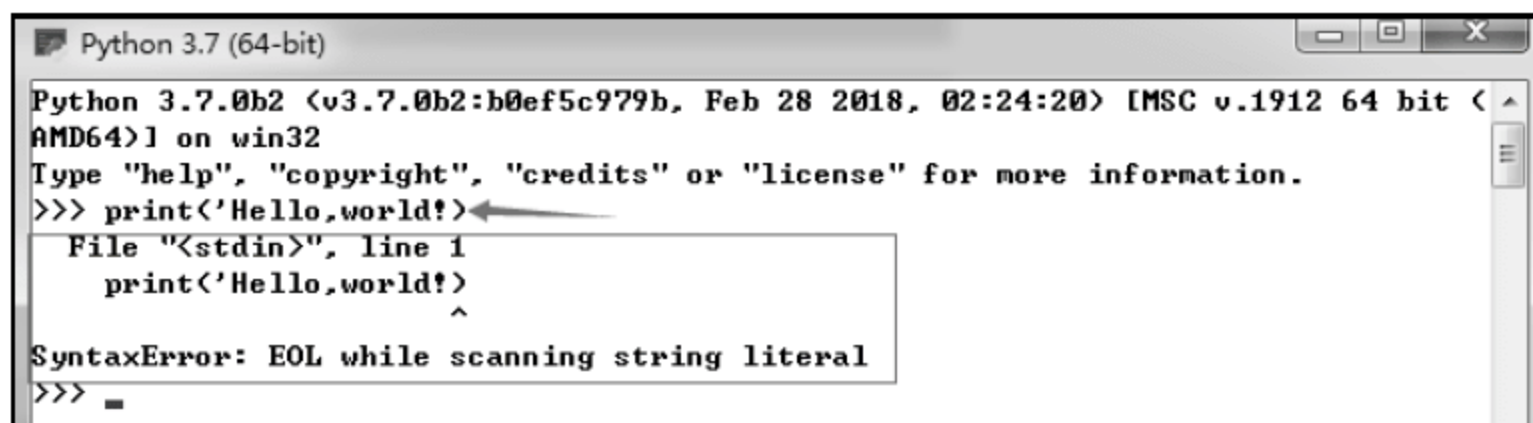 Python 3.7 (64-bit)
Python 3.7.0b2 (v3.7.0b2:b0ef5c979b, Feb 28 2018, 02:24:20) [MSC v.1912 64 bit (
AMD64)] on win32
Type "help", "copyright", "credits" or "license" for more information.
>>> print('Hello,world!)
  File "<stdin>", line 1
    print('Hello,world!)
                       ^
SyntaxError: EOL while scanning string literal
>>> _